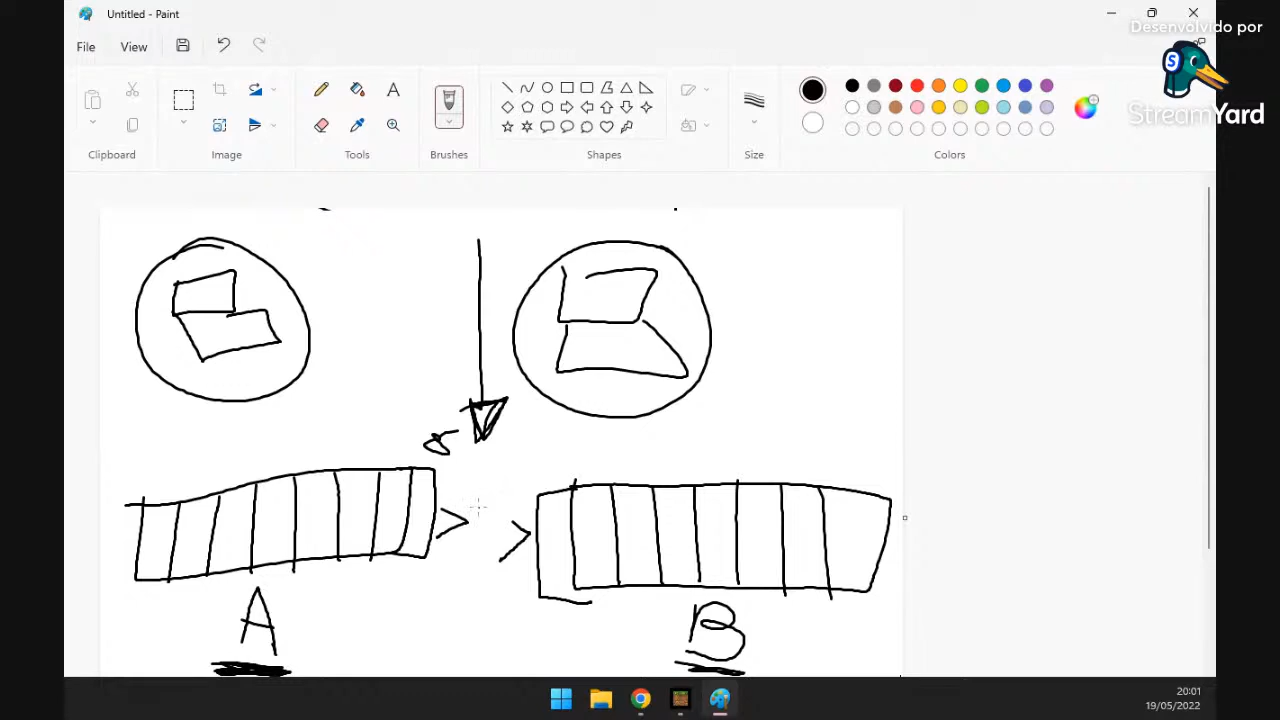 Untitled - Paint
Desenvolvido por
StreamYard
File
View
Clipboard
Image
Tools
Brushes
Shapes
Size
Colors
A
B
20:01
19/05/2022